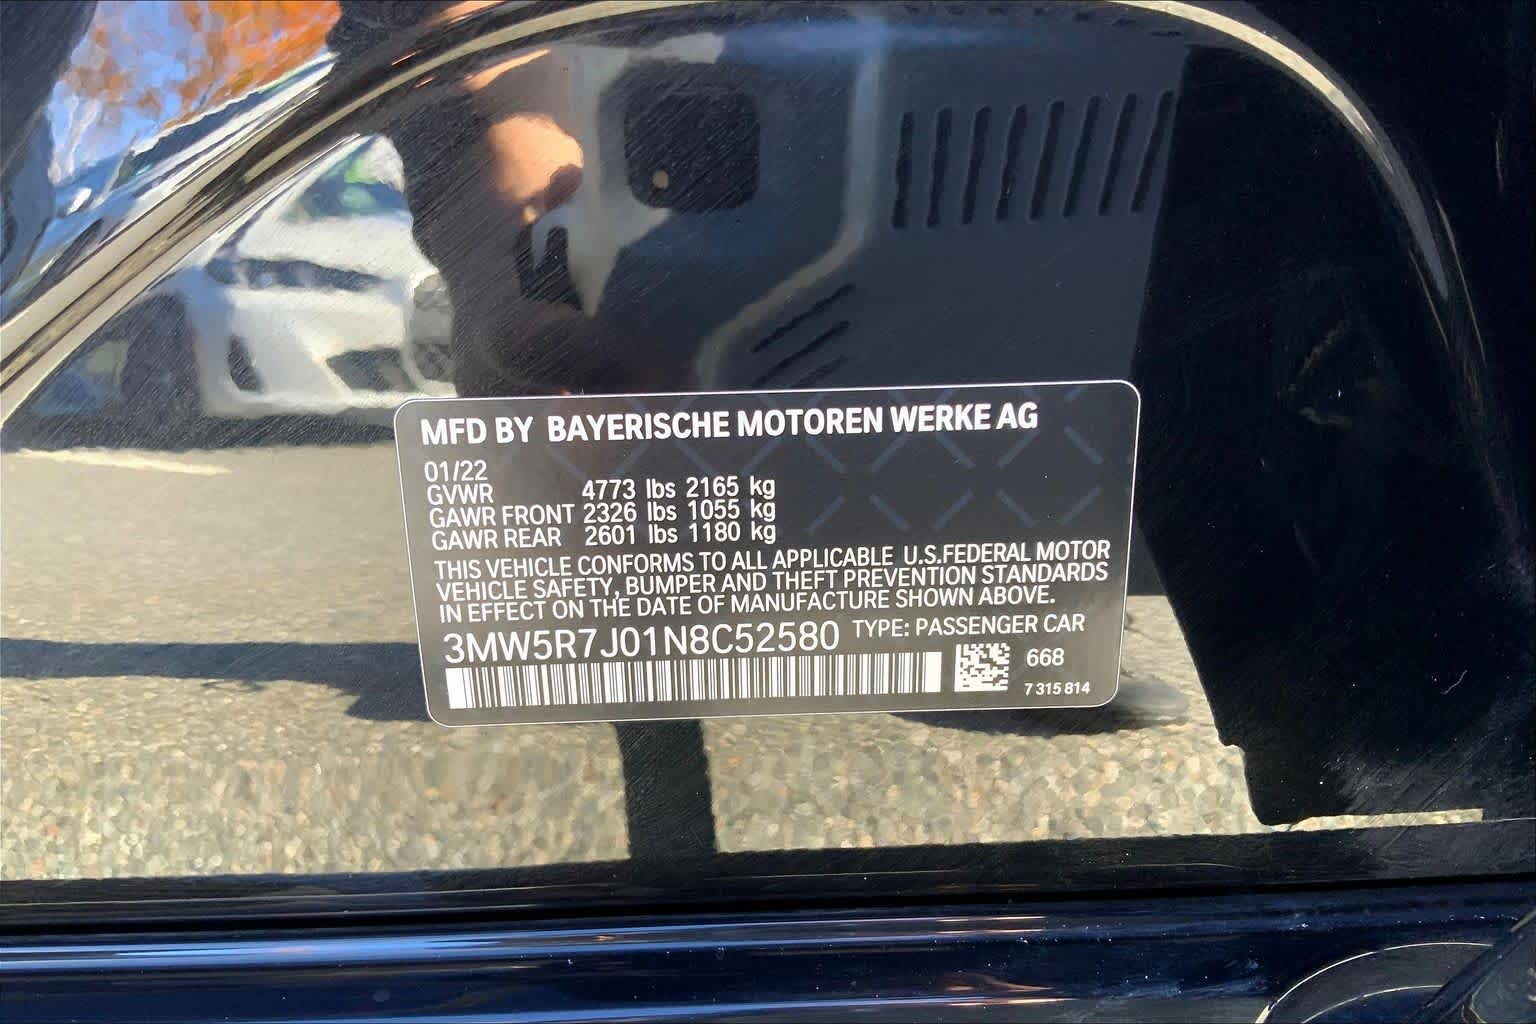 MFD BY BAYERISCHE MOTOREN WERKE AG
01/22
GVWR 4773 lbs 2165 kg
GAWR FRONT 2326 lbs 1055 kg
GAWR REAR 2601 lbs 1180 kg
THIS VEHICLE CONFORMS TO ALL APPLICABLE U.S.FEDERAL MOTOR
VEHICLE SAFETY, BUMPER AND THEFT PREVENTION STANDARDS
IN EFFECT ON THE DATE OF MANUFACTURE SHOWN ABOVE.
3MW5R7J01N8C52580 TYPE: PASSENGER CAR
668
7 315 814